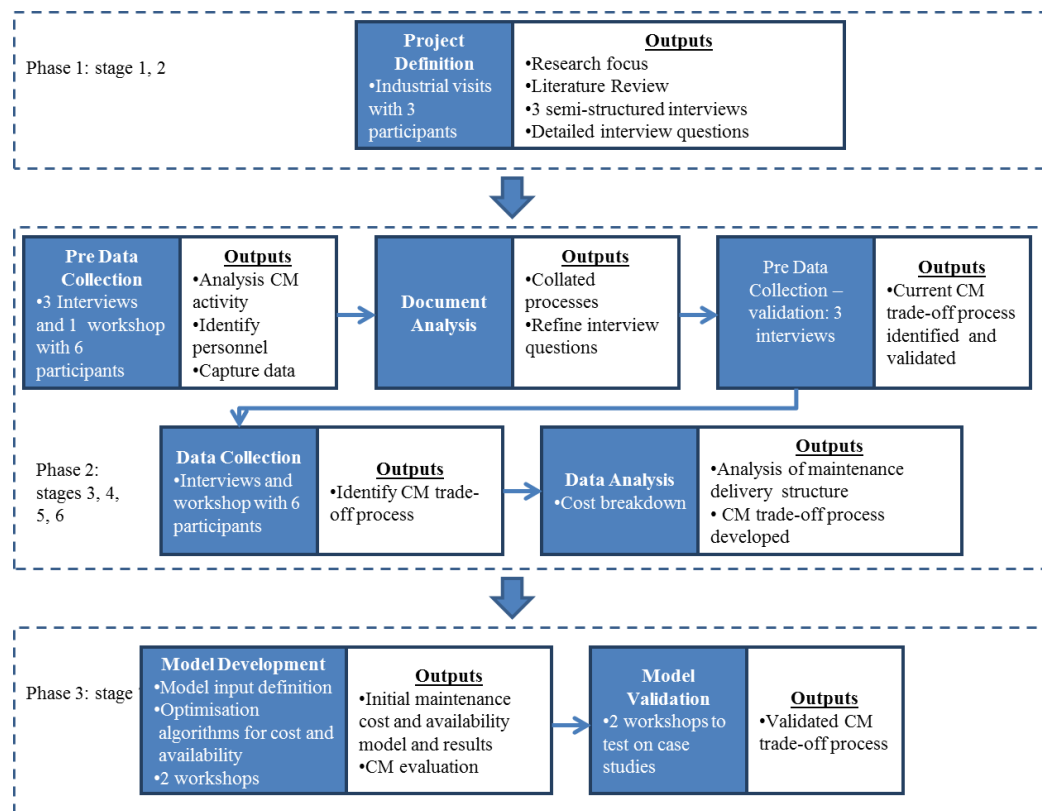 Phase 1: stage 1, 2
Project
Definition
•Industrial visits
with 3
participants
Outputs
•Research focus
•Literature Review
•3 semi-structured interviews
•Detailed interview questions
Pre Data
Collection
•3 Interviews
and 1 workshop
with 6
participants
Outputs
•Analysis CM
activity
•Identify
personnel
•Capture data
Document
Analysis
Outputs
•Collated
processes
•Refine interview
questions
Pre Data
Collection –
validation: 3
interviews
Outputs
•Current CM
trade-off process
identified and
validated
Phase 2:
stages 3, 4,
5, 6
Data Collection
•Interviews and
workshop with 6
participants
Outputs
•Identify CM trade-
off process
Data Analysis
•Cost breakdown
Outputs
•Analysis of maintenance
delivery structure
• CM trade-off process
developed
Phase 3: stage
Model Development
•Model input definition
•Optimisation
algorithms for cost and
availability
•2 workshops
Outputs
•Initial maintenance
cost and availability
model and results
•CM evaluation
Model
Validation
•2 workshops to
test on case
studies
Outputs
•Validated CM
trade-off process